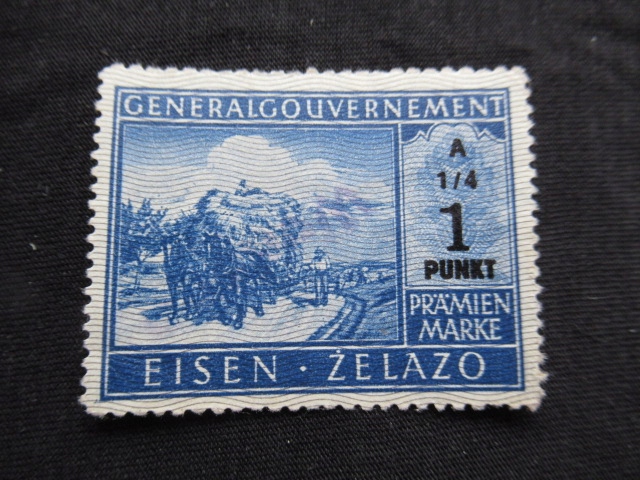 GENERALGOUVERNEMENT
A
1/4
1
PUNKT
PRÄMIEN
MARKE
EISEN · ŻELAZO